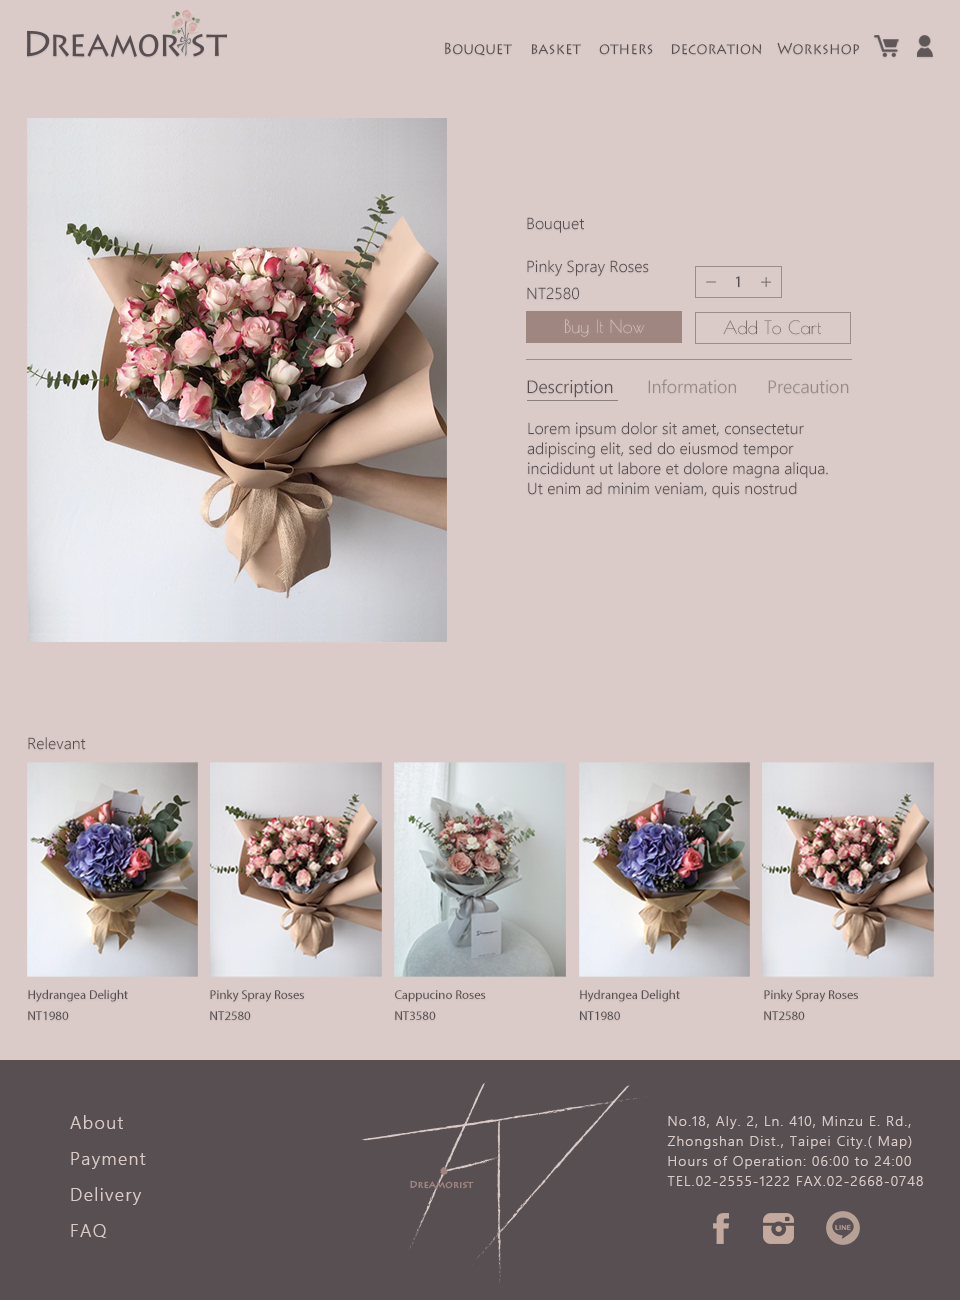 DREAMORIST
BOUQUET BASKET OTHERS DECORATION WORKSHOP
Bouquet
Pinky Spray Roses
NT2580
− 1 +
Buy It Now Add To Cart
Description Information Precaution
Lorem ipsum dolor sit amet, consectetur
adipiscing elit, sed do eiusmod tempor
incididunt ut labore et dolore magna aliqua.
Ut enim ad minim veniam, quis nostrud
Relevant
Hydrangea Delight Pinky Spray Roses Cappucino Roses Hydrangea Delight Pinky Spray Roses
NT1980 NT2580 NT3580 NT1980 NT2580
About
Payment
Delivery
FAQ
DREAMORIST
No.18, Aly. 2, Ln. 410, Minzu E. Rd.,
Zhongshan Dist., Taipei City.( Map)
Hours of Operation: 06:00 to 24:00
TEL.02-2555-1222 FAX.02-2668-0748
LINE